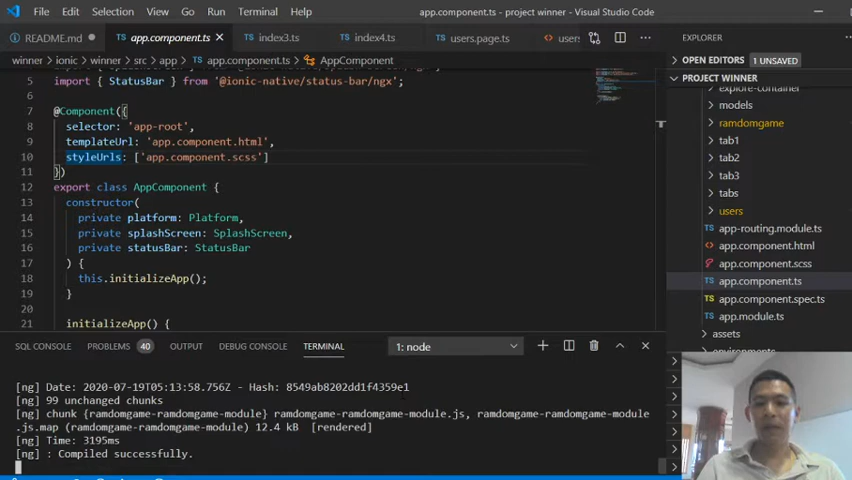 File Edit Selection View Go Run Terminal Help app.component.ts - project winner - Visual Studio Code
README.md app.component.ts index3.ts index4.ts users.page.ts users
winner > ionic > winner > src > app > app.component.ts > AppComponent
5 import { StatusBar } from '@ionic-native/status-bar/ngx';
6
7 @Component({
8 selector: 'app-root',
9 templateUrl: 'app.component.html',
10 styleUrls: ['app.component.scss']
11 })
12 export class AppComponent {
13 constructor(
14 private platform: Platform,
15 private splashScreen: SplashScreen,
16 private statusBar: StatusBar
17 ) {
18 this.initializeApp();
19 }
20
21 initializeApp() {
SQL CONSOLE PROBLEMS 40 OUTPUT DEBUG CONSOLE TERMINAL 1: node
[ng] Date: 2020-07-19T05:13:58.756Z - Hash: 8549ab8202dd1f4359e1
[ng] 99 unchanged chunks
[ng] chunk {ramdomgame-ramdomgame-module} ramdomgame-ramdomgame-module.js, ramdomgame-ramdomgame-module
.js.map (ramdomgame-ramdomgame-module) 12.4 kB [rendered]
[ng] Time: 3195ms
[ng] : Compiled successfully.
EXPLORER
OPEN EDITORS 1 UNSAVED
PROJECT WINNER
explore-container
models
ramdomgame
tab1
tab2
tab3
tabs
users
app-routing.module.ts
app.component.html
app.component.scss
app.component.ts
app.component.spec.ts
app.module.ts
assets
environments